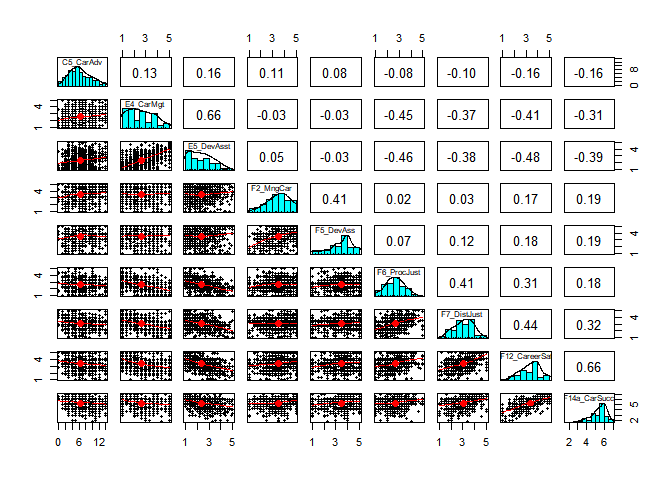 1 3 5 1 3 5 1 3 5 1 3 5
C5_CarAdv 0.13 0.16 0.11 0.08 -0.08 -0.10 -0.16 -0.16 0 8
1 4 E4_CarMgt 0.66 -0.03 -0.03 -0.45 -0.37 -0.41 -0.31
E5_DevAsst 0.05 -0.03 -0.46 -0.38 -0.48 -0.39 1 4
1 4 F2_MngCar 0.41 0.02 0.03 0.17 0.19
F5_DevAss 0.07 0.12 0.18 0.19 1 4
1 4 F6_ProcJust 0.41 0.31 0.18
F7_DistJust 0.44 0.32 1 4
1 4 F12_CareerSa 0.66
F14a_CarSucc 2 5
0 6 12 1 3 5 1 3 5 1 3 5 2 4 6